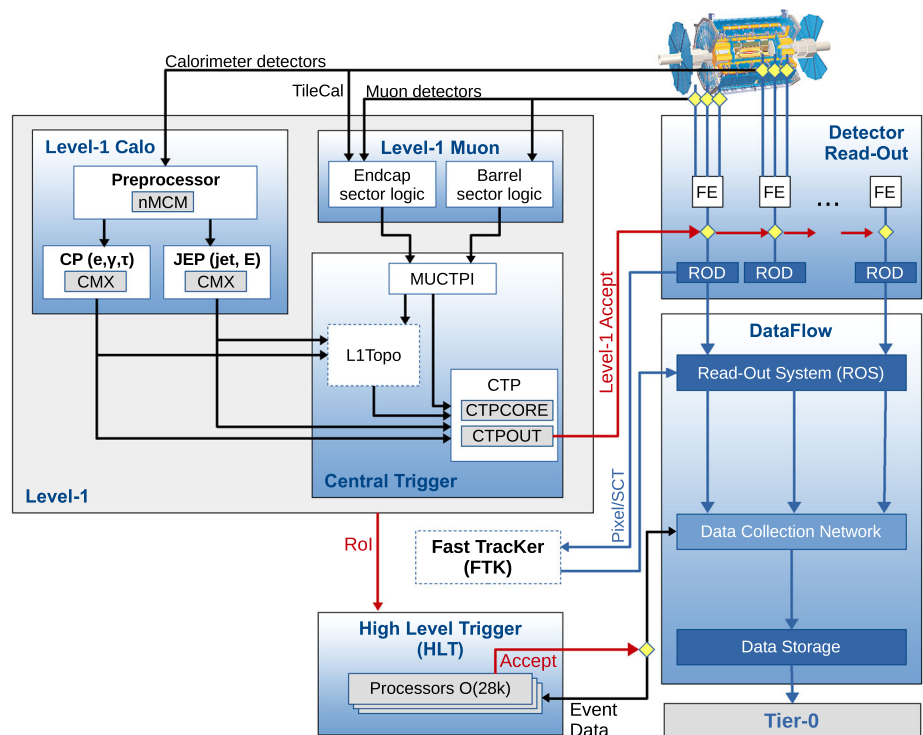 Calorimeter detectors
TileCal
Muon detectors
Level-1 Calo
Preprocessor
nMCM
CP (e,γ,τ)
CMX
JEP (jet, E)
CMX
Level-1 Muon
Endcap
sector logic
Barrel
sector logic
MUCTPI
L1Topo
CTP
CTPCORE
CTPOUT
Central Trigger
Level-1
Level-1 Accept
Detector
Read-Out
FE
FE
...
FE
ROD
ROD
ROD
DataFlow
Read-Out System (ROS)
Pixel/SCT
Data Collection Network
Data Storage
Tier-0
RoI
Fast TracKer
(FTK)
High Level Trigger
(HLT)
Accept
Processors O(28k)
Event
Data